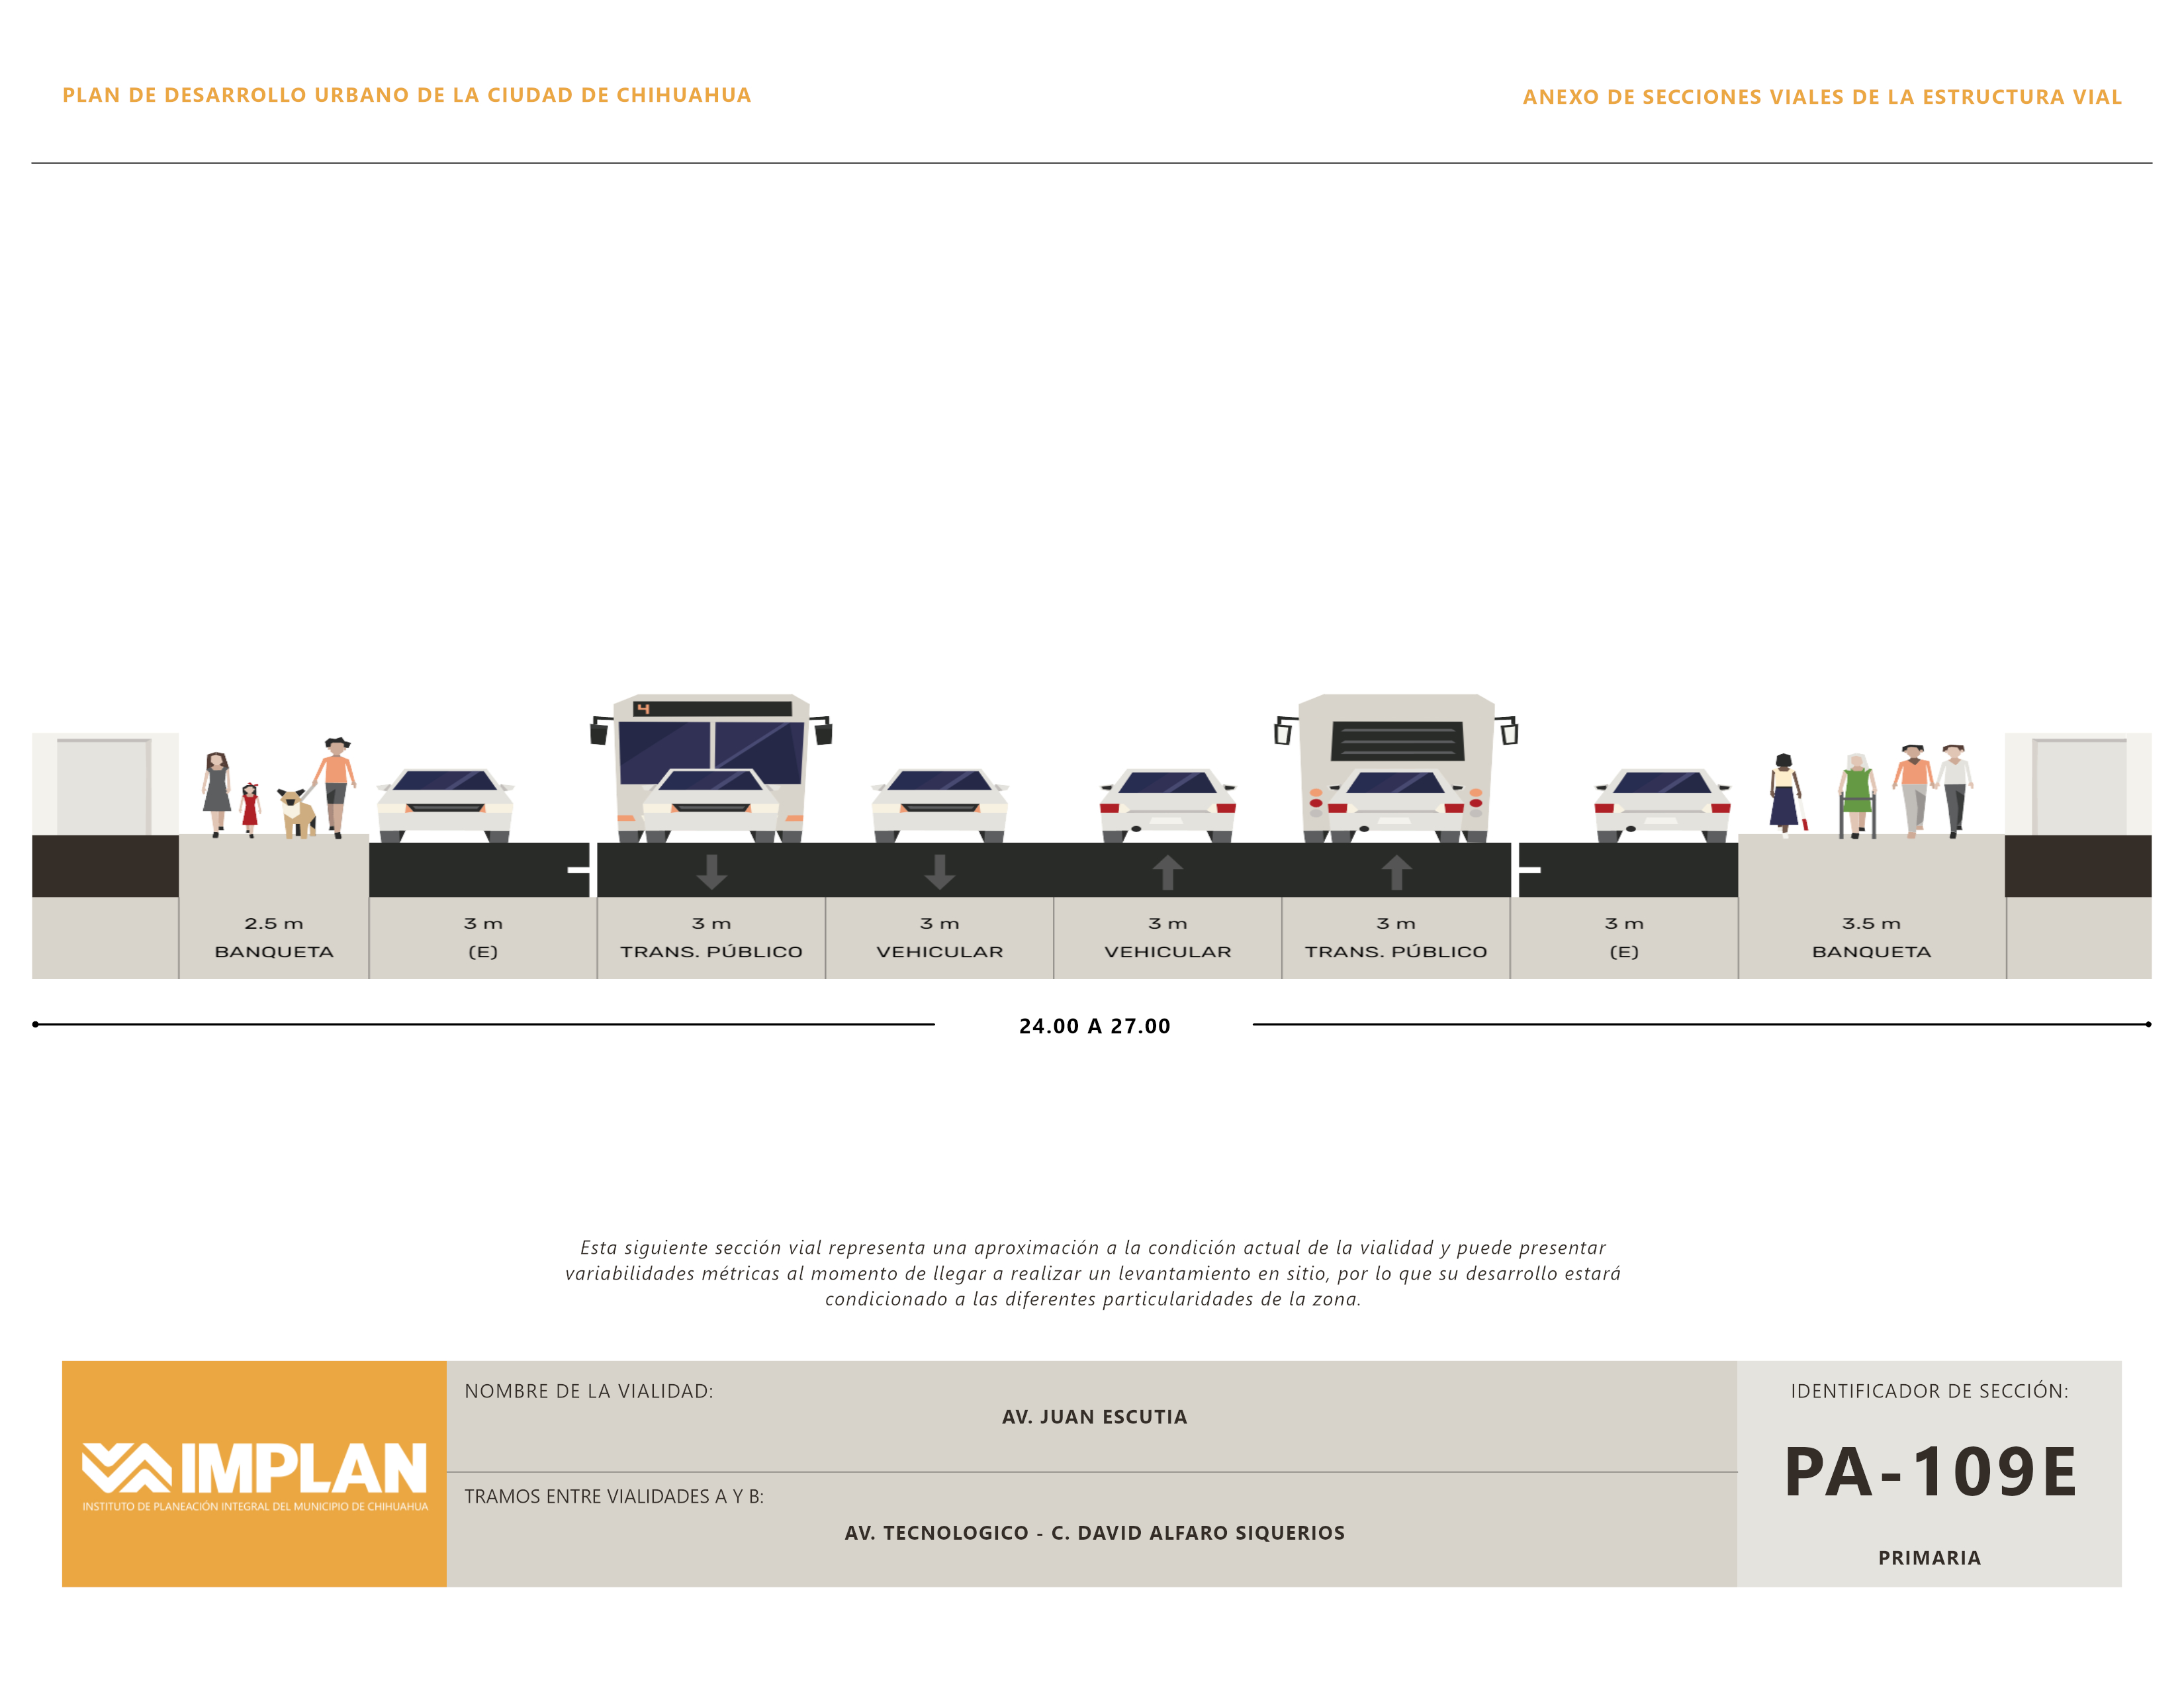 PLAN DE DESARROLLO URBANO DE LA CIUDAD DE CHIHUAHUA
ANEXO DE SECCIONES VIALES DE LA ESTRUCTURA VIAL
4
2.5 m
BANQUETA
3 m
(E)
3 m
TRANS. PÚBLICO
3 m
VEHICULAR
3 m
VEHICULAR
3 m
TRANS. PÚBLICO
3 m
(E)
3.5 m
BANQUETA
24.00 A 27.00
Esta siguiente sección vial representa una aproximación a la condición actual de la vialidad y puede presentar
variabilidades métricas al momento de llegar a realizar un levantamiento en sitio, por lo que su desarrollo estará
condicionado a las diferentes particularidades de la zona.
IMPLAN
INSTITUTO DE PLANEACIÓN INTEGRAL DEL MUNICIPIO DE CHIHUAHUA
NOMBRE DE LA VIALIDAD:
AV. JUAN ESCUTIA
TRAMOS ENTRE VIALIDADES A Y B:
AV. TECNOLOGICO - C. DAVID ALFARO SIQUERIOS
IDENTIFICADOR DE SECCIÓN:
PA-109E
PRIMARIA